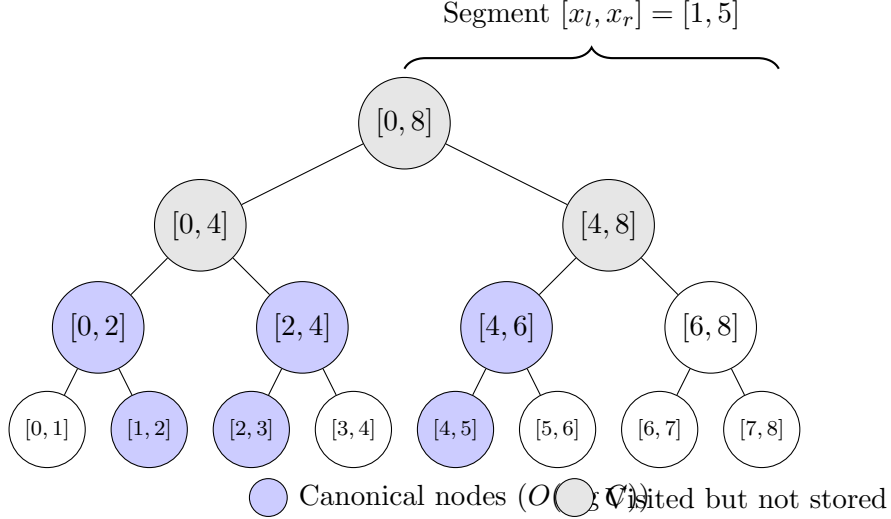 Segment [x_l, x_r] = [1, 5]
[0, 8]
[0, 4] [4, 8]
[0, 2] [2, 4] [4, 6] [6, 8]
[0, 1] [1, 2] [2, 3] [3, 4] [4, 5] [5, 6] [6, 7] [7, 8]
Canonical nodes Visited but not stored